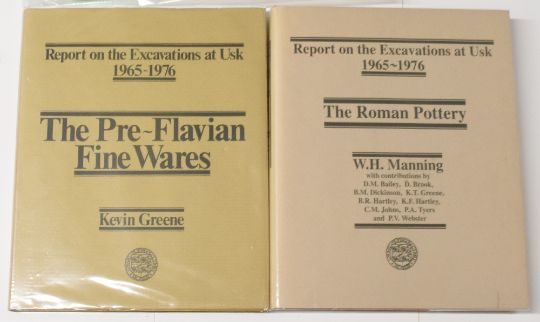 Report on the Excavations at Usk
1965-1976
The Pre~Flavian
Fine Wares
Kevin Greene
Report on the Excavations at Usk
1965~1976
The Roman Pottery
W.H. Manning
with contributions by
D.M. Bailey, D. Brook,
B.M. Dickinson, K.T. Greene,
B.R. Hartley, K.F. Hartley,
C.M. Johns, P.A. Tyers
and P.V. Webster